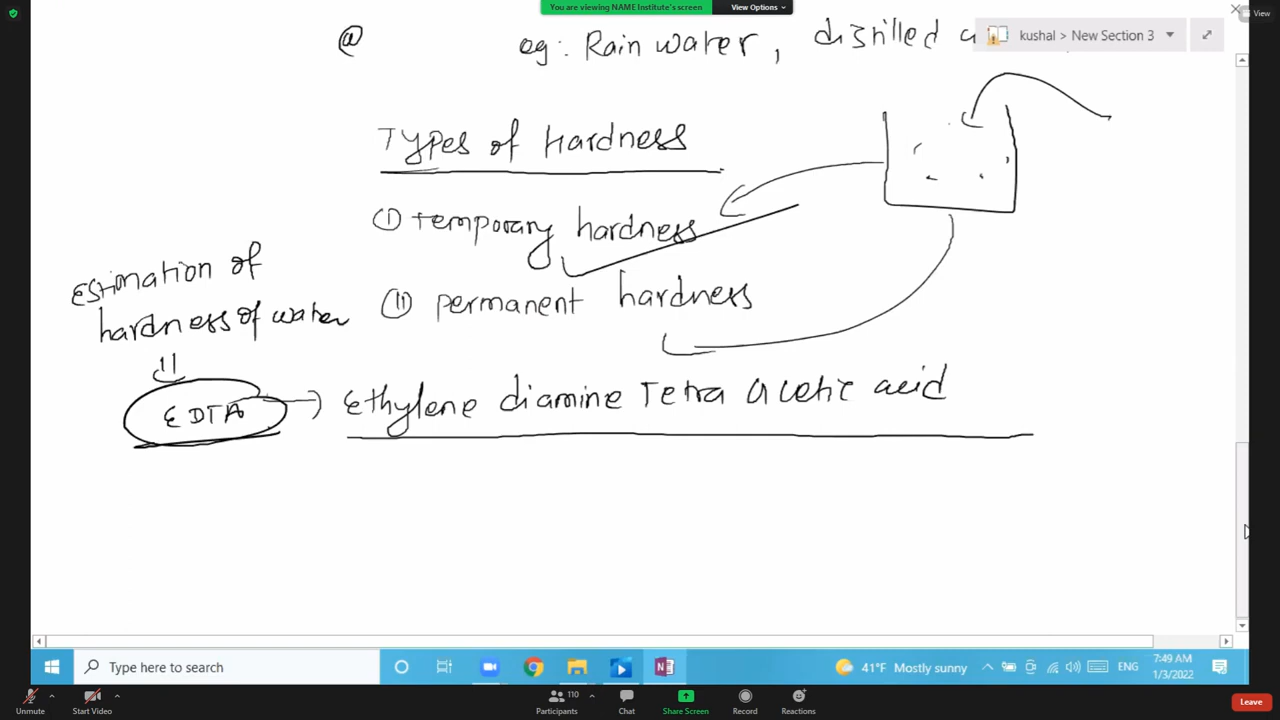 You are viewing NAME Institute's screen
View Options
View
@ eg:. Rain water, distilled
kushal > New Section 3
Types of Hardness
① temporary hardness
Estimation of
hardness of water
⑪ permanent hardness
EDTA → Ethylene diamine Tetra acetic acid
Type here to search
41°F Mostly sunny
ENG
7:49 AM
1/3/2022
Unmute
Start Video
110
Participants
Chat
Share Screen
Record
Reactions
Leave